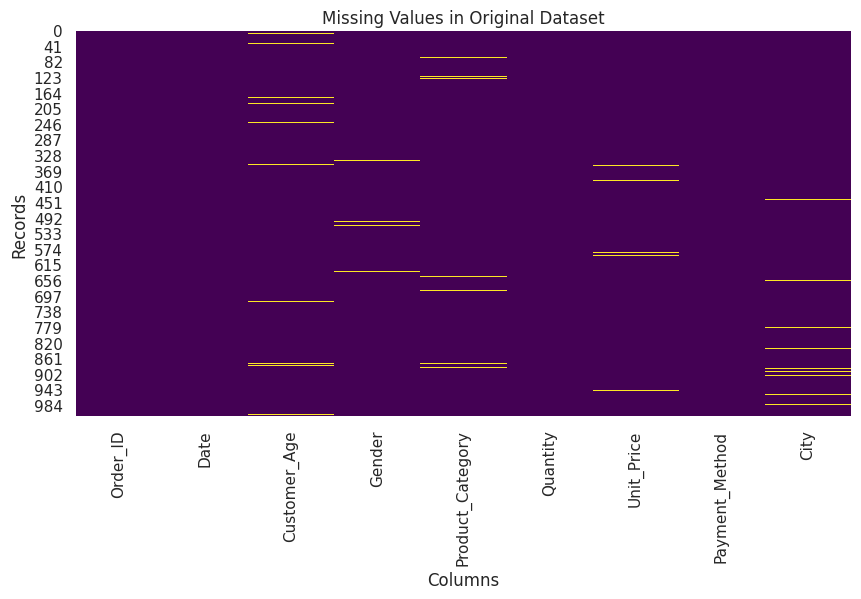 Missing Values in Original Dataset
0
41
82
123
164
205
246
287
328
369
410
451
492
533
574
615
656
697
738
779
820
861
902
943
984
Records
Order_ID
Date
Customer_Age
Gender
Product_Category
Quantity
Unit_Price
Payment_Method
City
Columns